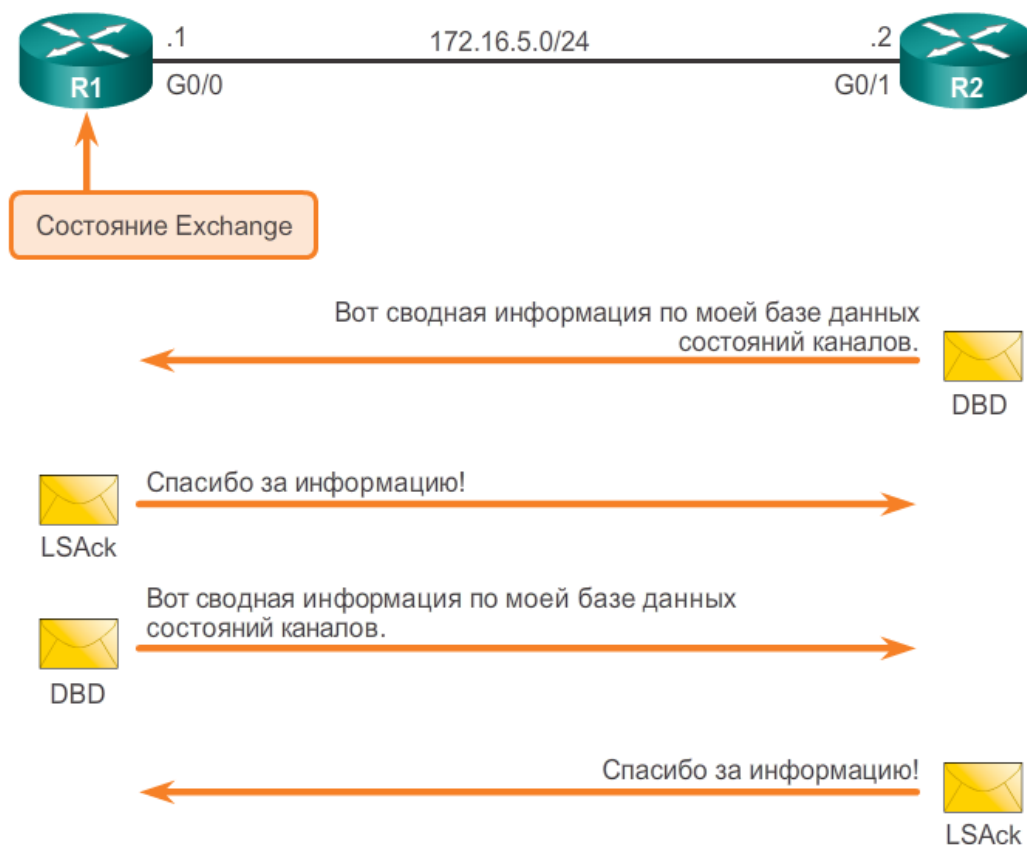 .1
172.16.5.0/24
.2
R1
G0/0
G0/1
R2
Состояние Exchange
Вот сводная информация по моей базе данных
состояний каналов.
DBD
Спасибо за информацию!
LSAck
Вот сводная информация по моей базе данных
состояний каналов.
DBD
Спасибо за информацию!
LSAck